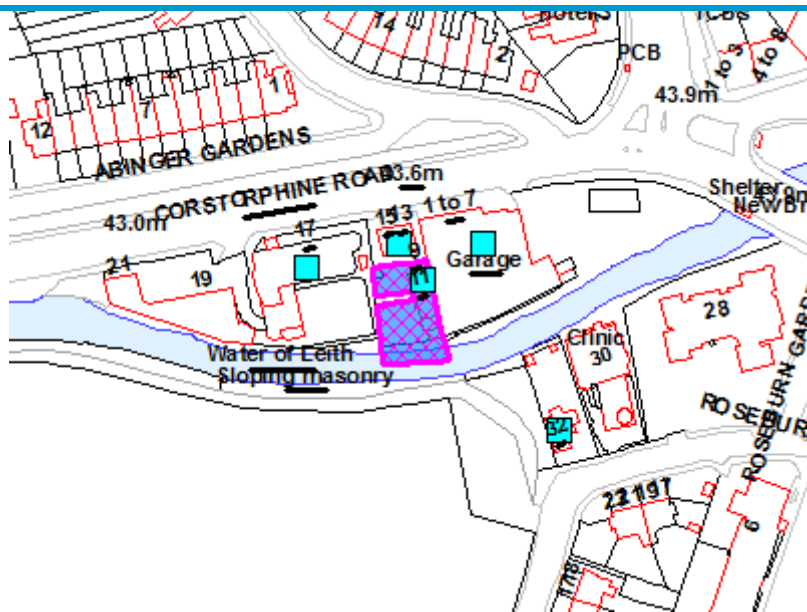 14
Hotels
TCBs
2
PCB
1 to 3
4 to 8
43.9m
1
7
12
ABINGER GARDENS
43.6m
CORSTORPHINE ROAD
43.0m
Shelter
17
15
13
1 to 7
9
11
Garage
21
19
28
Water of Leith
Sloping masonry
Clinic
30
32
ROSEBURN GARDE
6